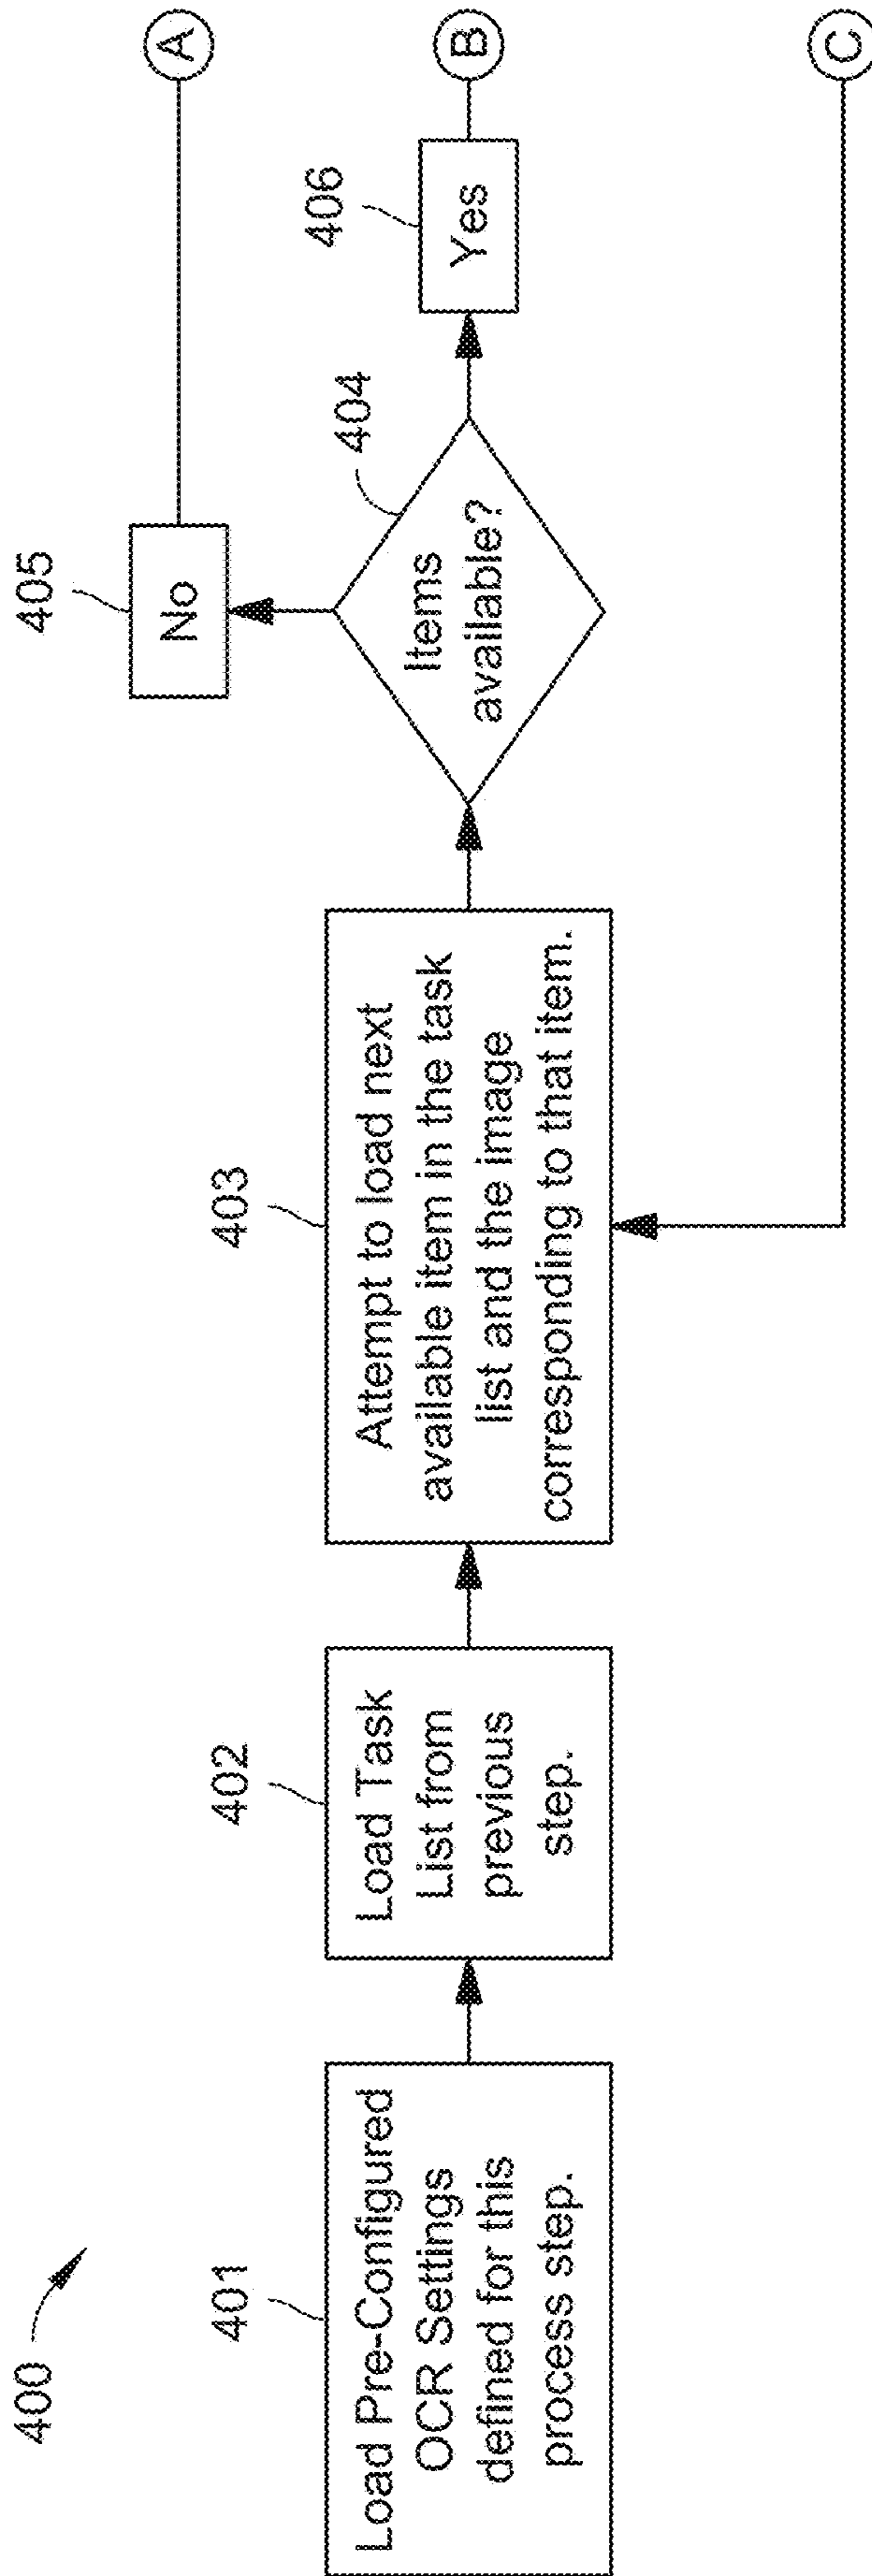 400
401
Load Pre-Configured
OCR Settings
defined for this
process step.
402
Load Task
List from
previous
step.
403
Attempt to load next
available item in the task
list and the image
corresponding to that item.
404
Items
available?
405
No
406
Yes
A
B
C